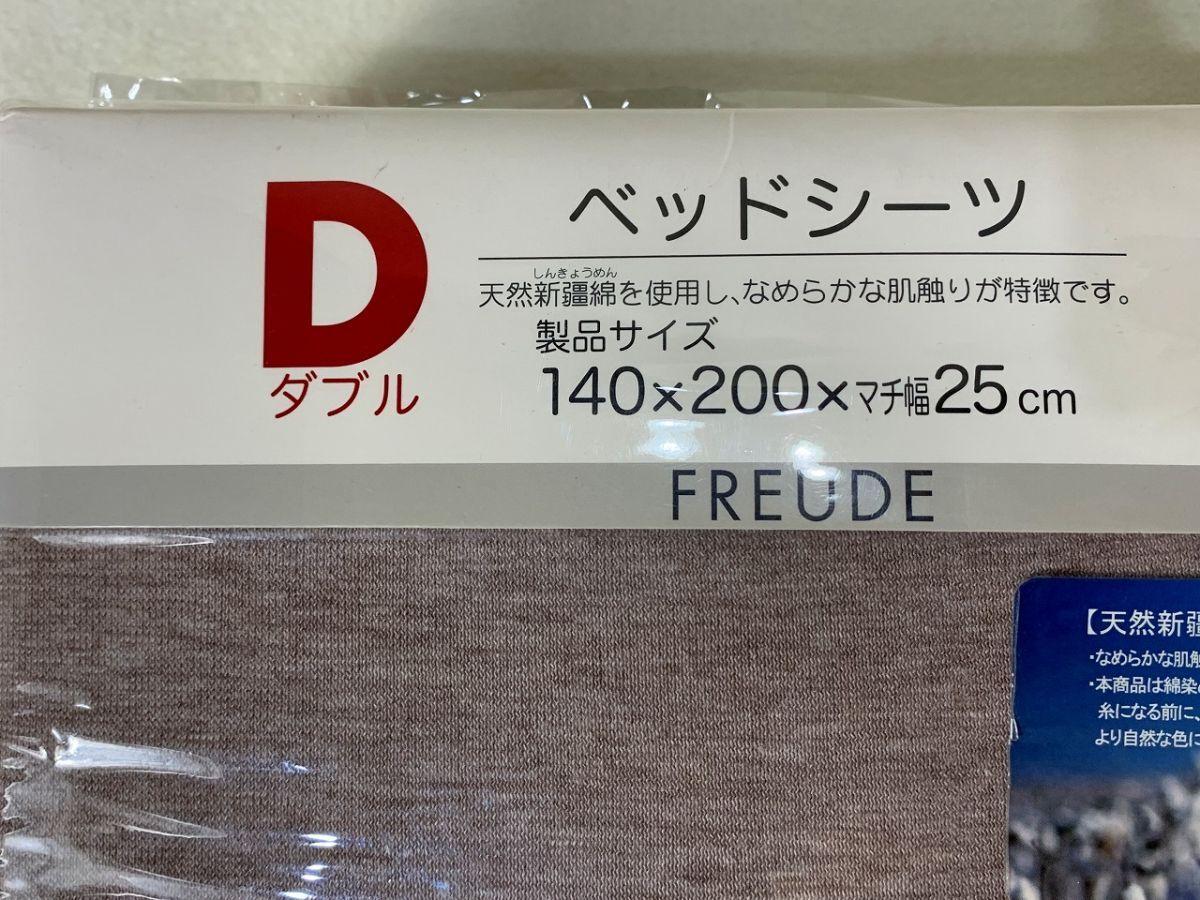 D
ダブル
ベッドシーツ
しんきょうめん
天然新疆綿を使用し、なめらかな肌触りが特徴です。
製品サイズ
140×200×マチ幅25cm
FREUDE
【天然新疆
・なめらかな肌触
・本商品は綿染
糸になる前に、
より自然な色に